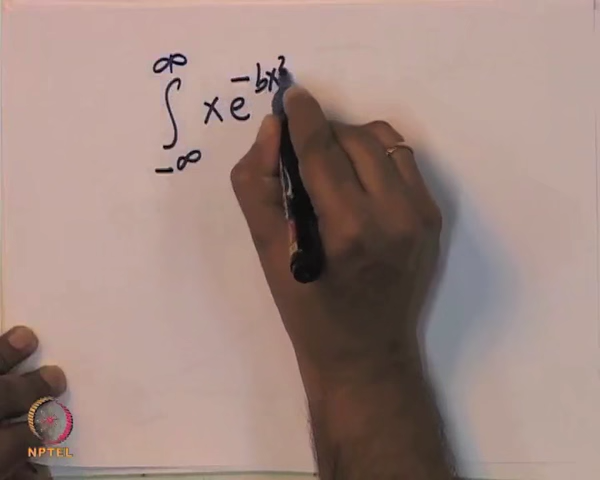 ∫_{-∞}^{∞} x e^{-bx²}
NPTEL